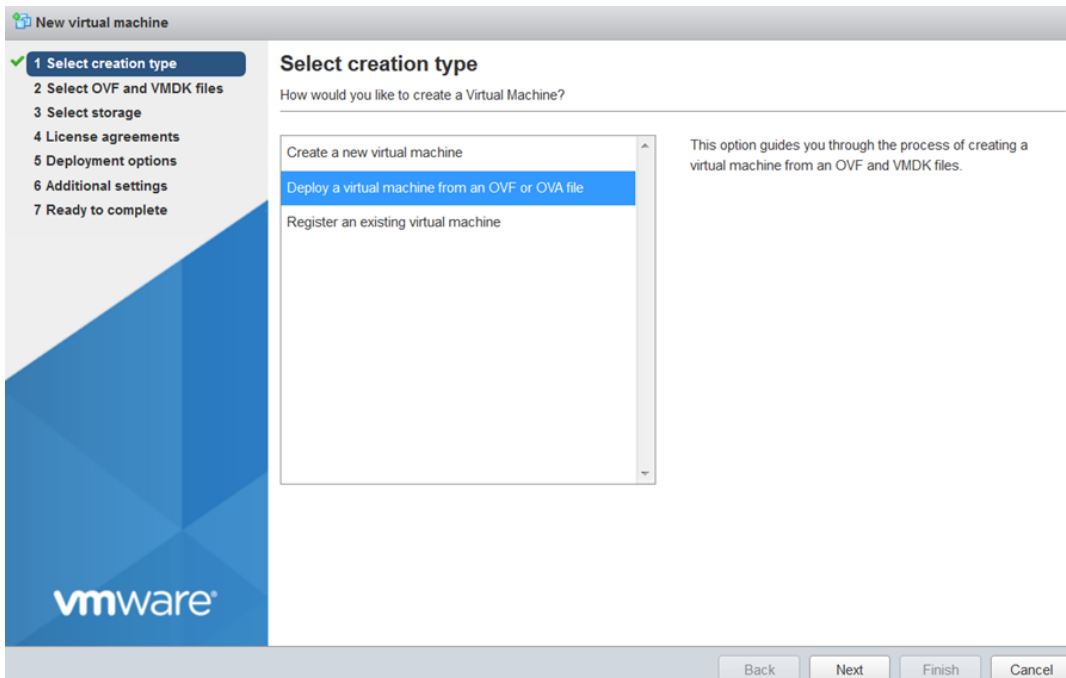 New virtual machine
1 Select creation type
2 Select OVF and VMDK files
3 Select storage
4 License agreements
5 Deployment options
6 Additional settings
7 Ready to complete
vmware®
Select creation type
How would you like to create a Virtual Machine?
Create a new virtual machine
Deploy a virtual machine from an OVF or OVA file
Register an existing virtual machine
This option guides you through the process of creating a
virtual machine from an OVF and VMDK files.
Back
Next
Finish
Cancel